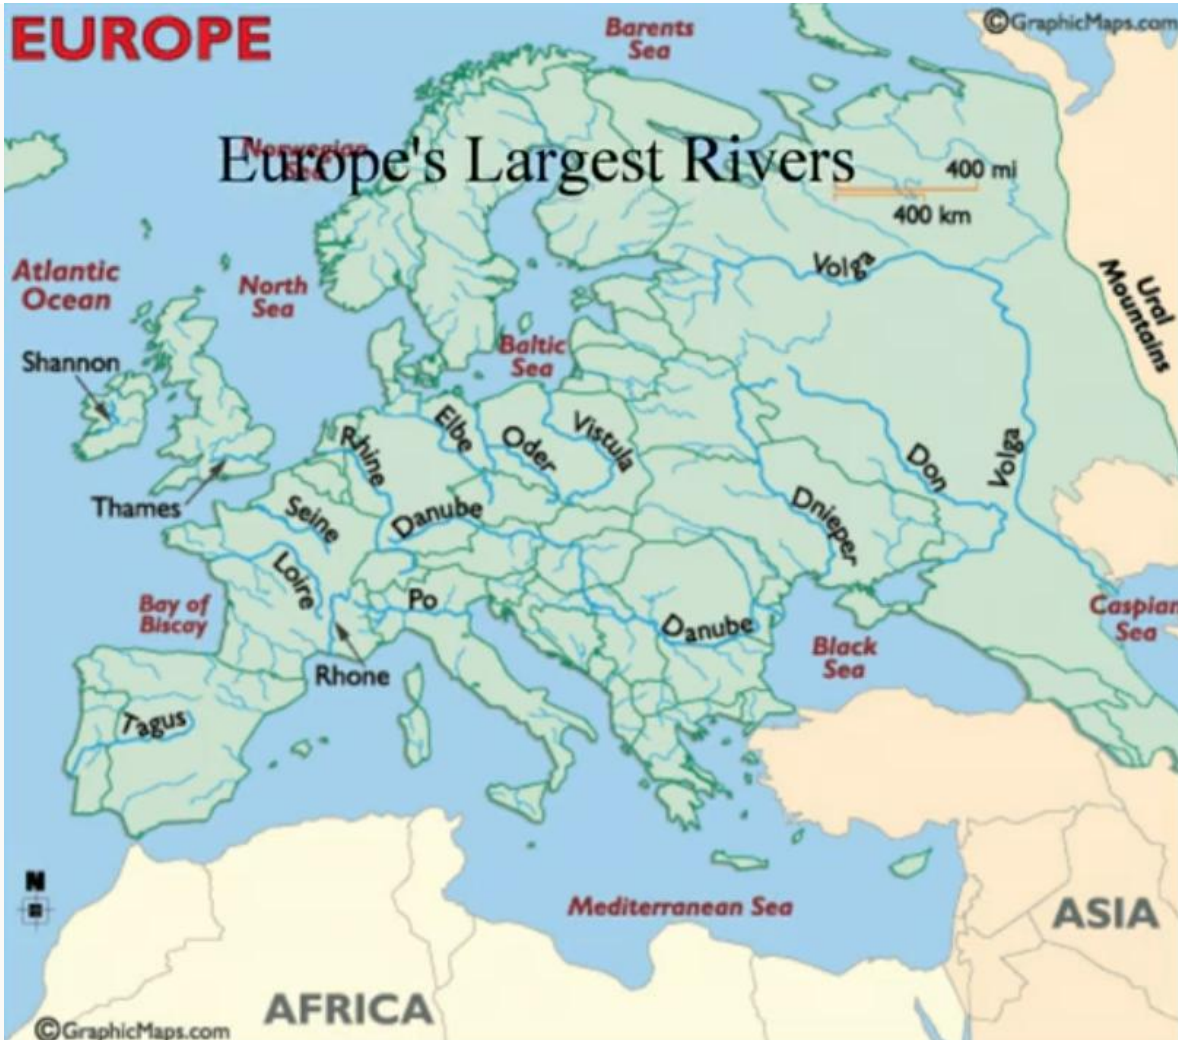 EUROPE
Barents
Sea
©GraphicMaps.com
Norwegian
Sea
Europe's Largest Rivers
400 mi
400 km
Atlantic
Ocean
North
Sea
Volga
Ural
Mountains
Baltic
Sea
Shannon
Thames
Rhine
Elbe
Oder
Vistula
Don
Volga
Seine
Danube
Dnieper
Loire
Po
Bay of
Biscay
Rhone
Danube
Black
Sea
Caspian
Sea
Tagus
N
Mediterranean Sea
ASIA
AFRICA
©GraphicMaps.com